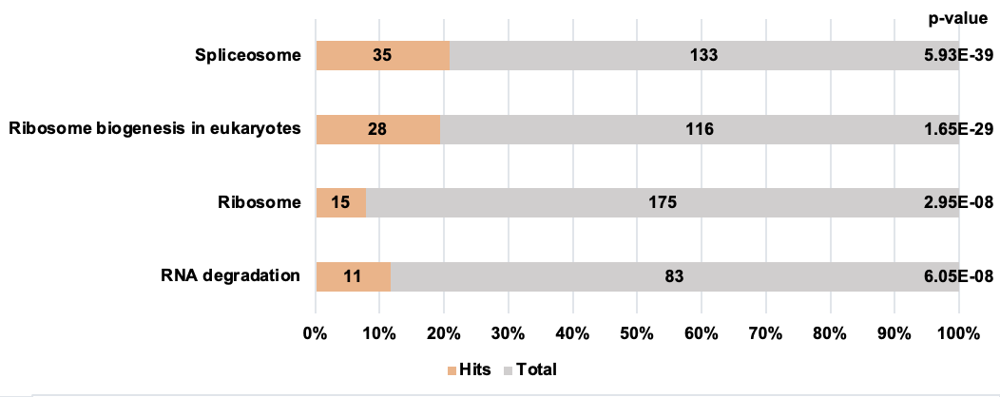 p-value
Spliceosome 35 133 5.93E-39
Ribosome biogenesis in eukaryotes 28 116 1.65E-29
Ribosome 15 175 2.95E-08
RNA degradation 11 83 6.05E-08
0% 10% 20% 30% 40% 50% 60% 70% 80% 90% 100%
Hits Total